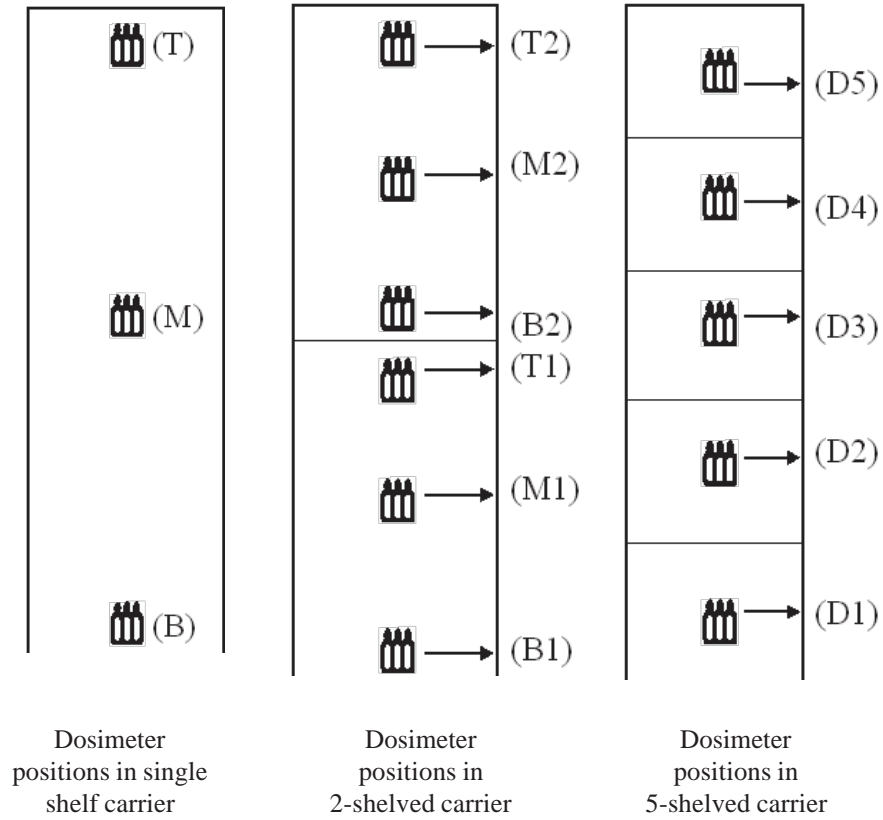 (T)
(M)
(B)
Dosimeter
positions in single
shelf carrier
(T2)
(M2)
(B2)
(T1)
(M1)
(B1)
Dosimeter
positions in
2-shelved carrier
(D5)
(D4)
(D3)
(D2)
(D1)
Dosimeter
positions in
5-shelved carrier